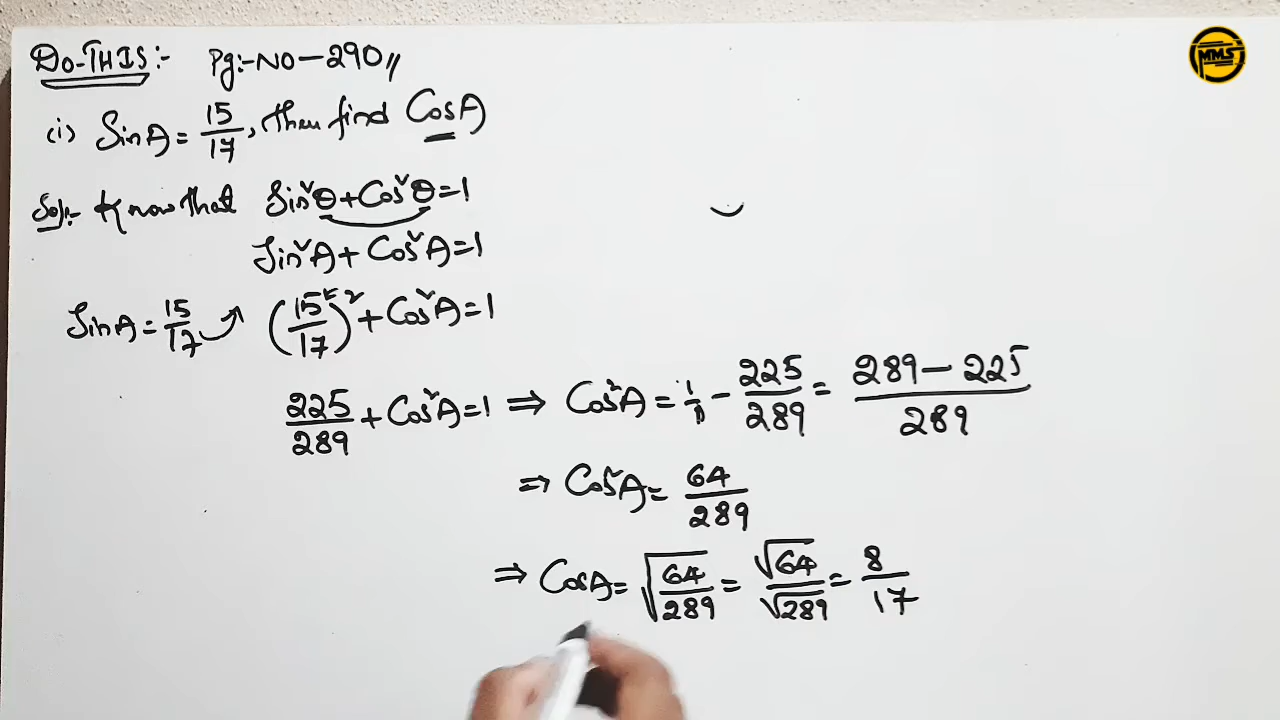 Do-THIS:- Pg:-NO-290//
(i) SinA = 15/17, then find CosA
Sol:- Know that Sin²θ+Cos²θ=1
Sin²A+Cos²A=1
SinA=15/17 (15/17)²+Cos²A=1
225/289+Cos²A=1 ⇒ Cos²A=1/1-225/289=289-225/289
⇒ Cos²A=64/289
⇒ CosA=√64/289=√64/√289=8/17
MMS